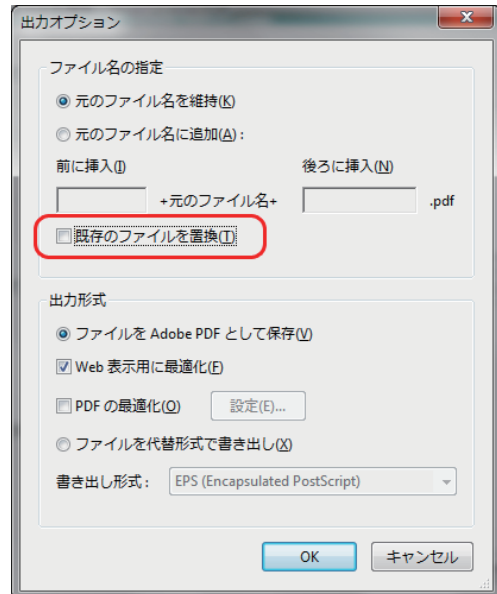 出力オプション
ファイル名の指定
元のファイル名を維持(K)
元のファイル名に追加(A) :
前に挿入(I) 後ろに挿入(N)
+元のファイル名+ .pdf
既存のファイルを置換(T)
出力形式
ファイルを Adobe PDF として保存(V)
Web 表示用に最適化(F)
PDF の最適化(O) 設定(E)...
ファイルを代替形式で書き出し(X)
書き出し形式 : EPS (Encapsulated PostScript)
OK キャンセル